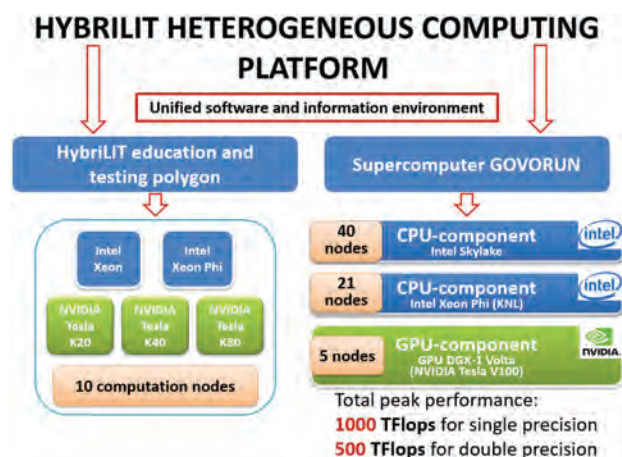 HYBRILIT HETEROGENEOUS COMPUTING
PLATFORM
Unified software and information environment
HybriLIT education and
testing polygon
Intel
Xeon
Intel
Xeon Phi
NVIDIA
Tesla
K20
NVIDIA
Tesla
K40
NVIDIA
Tesla
K80
10 computation nodes
Supercomputer GOVORUN
40
nodes
CPU-component
Intel Skylake
intel
21
nodes
CPU-component
Intel Xeon Phi (KNL)
intel
5 nodes
GPU-component
GPU DGX-1 Volta
(NVIDIA Tesla V100)
NVIDIA.
Total peak performance:
1000 TFlops for single precision
500 TFlops for double precision